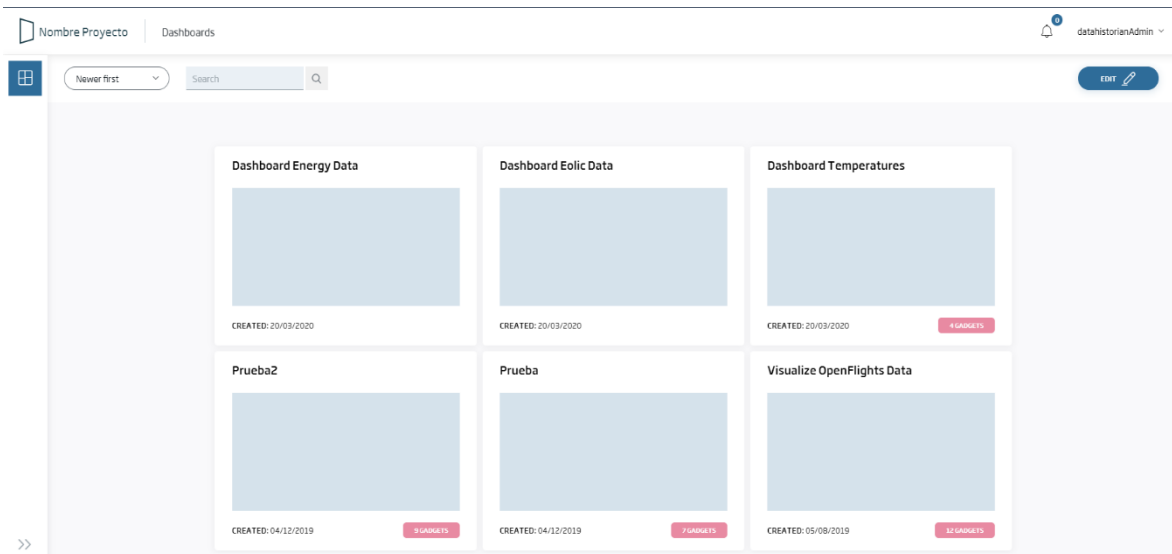 Nombre Proyecto Dashboards 0 datahistorianAdmin
Newer first Search EDIT
Dashboard Energy Data Dashboard Eolic Data Dashboard Temperatures
CREATED: 20/03/2020 CREATED: 20/03/2020 CREATED: 20/03/2020 4 GADGETS
Prueba2 Prueba Visualize OpenFlights Data
CREATED: 04/12/2019 9 GADGETS CREATED: 04/12/2019 7 GADGETS CREATED: 05/08/2019 12 GADGETS